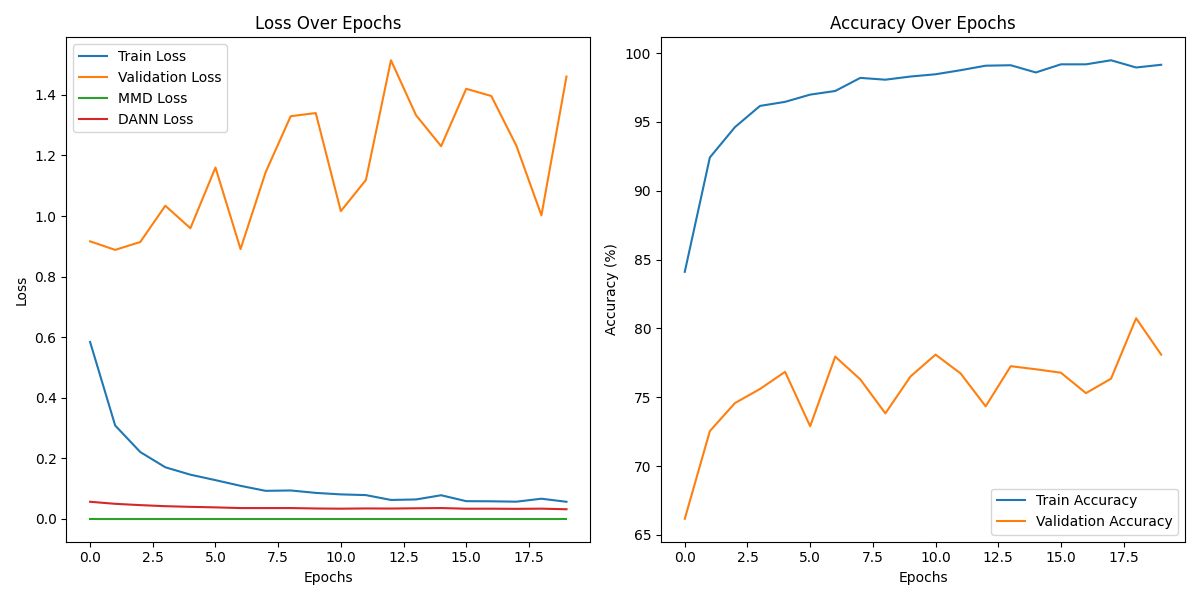 Loss Over Epochs
Train Loss
Validation Loss
MMD Loss
DANN Loss
1.4
1.2
1.0
0.8
0.6
0.4
0.2
0.0
Loss
0.0 2.5 5.0 7.5 10.0 12.5 15.0 17.5
Epochs
Accuracy Over Epochs
100
95
90
85
80
75
70
65
Accuracy (%)
Train Accuracy
Validation Accuracy
0.0 2.5 5.0 7.5 10.0 12.5 15.0 17.5
Epochs